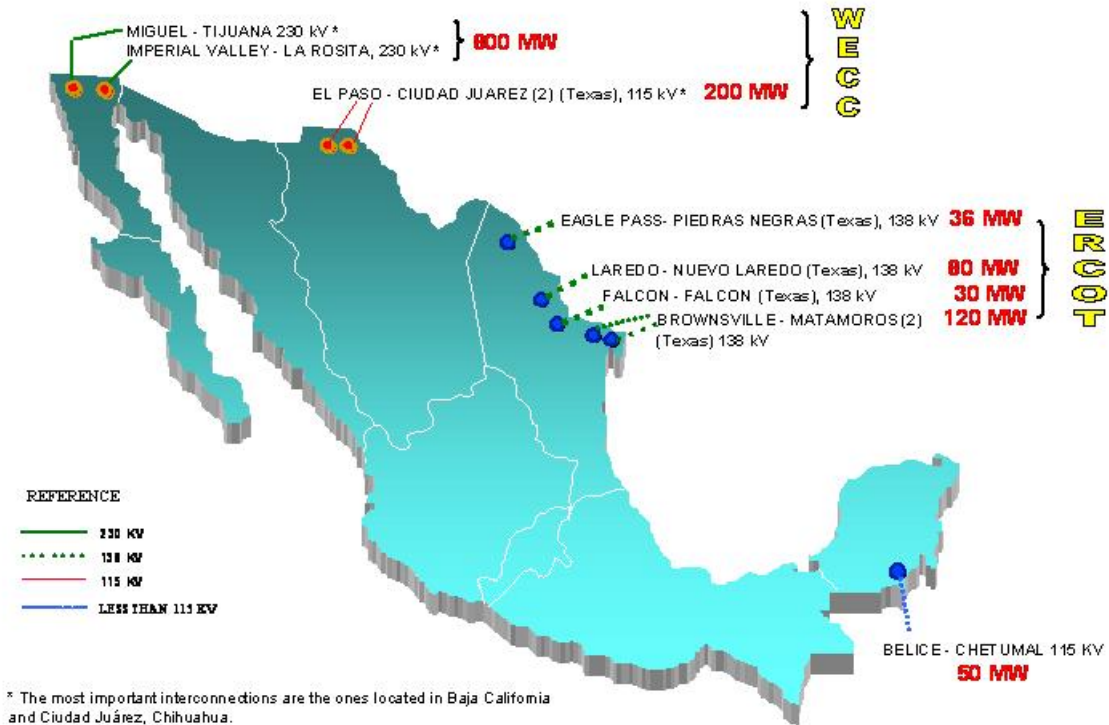 MIGUEL - TIJUANA 230 kV *
IMPERIAL VALLEY - LA ROSITA, 230 kV *
800 MW
WECC
EL PASO - CIUDAD JUAREZ (2) (Texas), 115 kV * 200 MW
EAGLE PASS- PIEDRAS NEGRAS (Texas), 138 kV 36 MW
ERCOT
LAREDO - NUEVO LAREDO (Texas), 138 kV 80 MW
FALCON - FALCON (Texas), 138 kV 30 MW
BROWNSVILLE - MATAMOROS (2) 120 MW
(Texas) 138 kV
REFERENCE
230 KV
138 KV
115 KV
LESS THAN 115 KV
BELICE - CHETUMAL 115 KV
50 MW
* The most important interconnections are the ones located in Baja California
and Ciudad Juárez, Chihuahua.